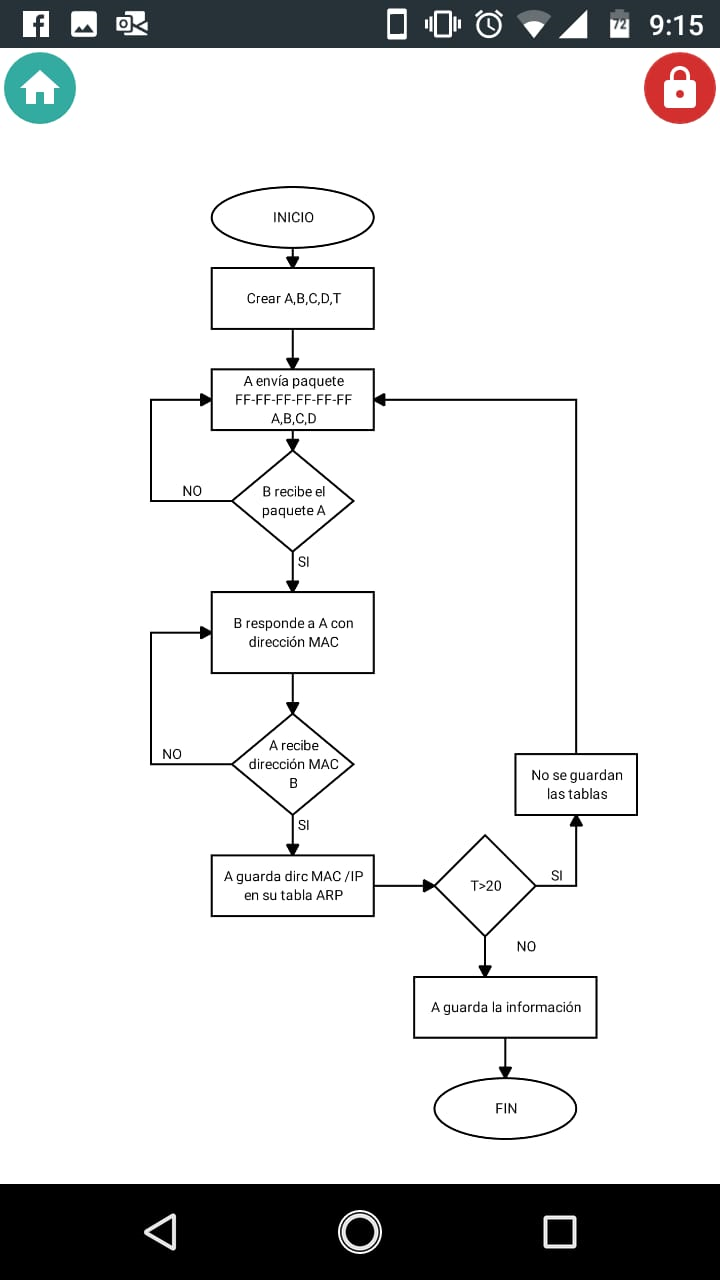 72
9:15
INICIO
Crear A,B,C,D,T
A envía paquete
FF-FF-FF-FF-FF-FF
A,B,C,D
NO
B recibe el
paquete A
SI
B responde a A con
dirección MAC
NO
A recibe
dirección MAC
B
SI
No se guardan
las tablas
A guarda dirc MAC /IP
en su tabla ARP
T>20
SI
NO
A guarda la información
FIN